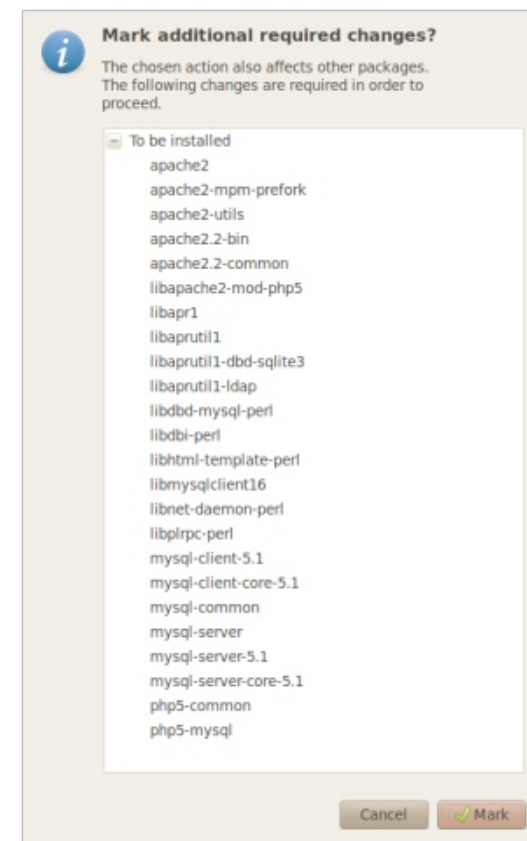 Mark additional required changes?
The chosen action also affects other packages.
The following changes are required in order to
proceed.
To be installed
apache2
apache2-mpm-prefork
apache2-utils
apache2.2-bin
apache2.2-common
libapache2-mod-php5
libapr1
libaprutil1
libaprutil1-dbd-sqlite3
libaprutil1-ldap
libdbd-mysql-perl
libdbi-perl
libhtml-template-perl
libmysqlclient16
libnet-daemon-perl
libplrpc-perl
mysql-client-5.1
mysql-client-core-5.1
mysql-common
mysql-server
mysql-server-5.1
mysql-server-core-5.1
php5-common
php5-mysql
Cancel
Mark